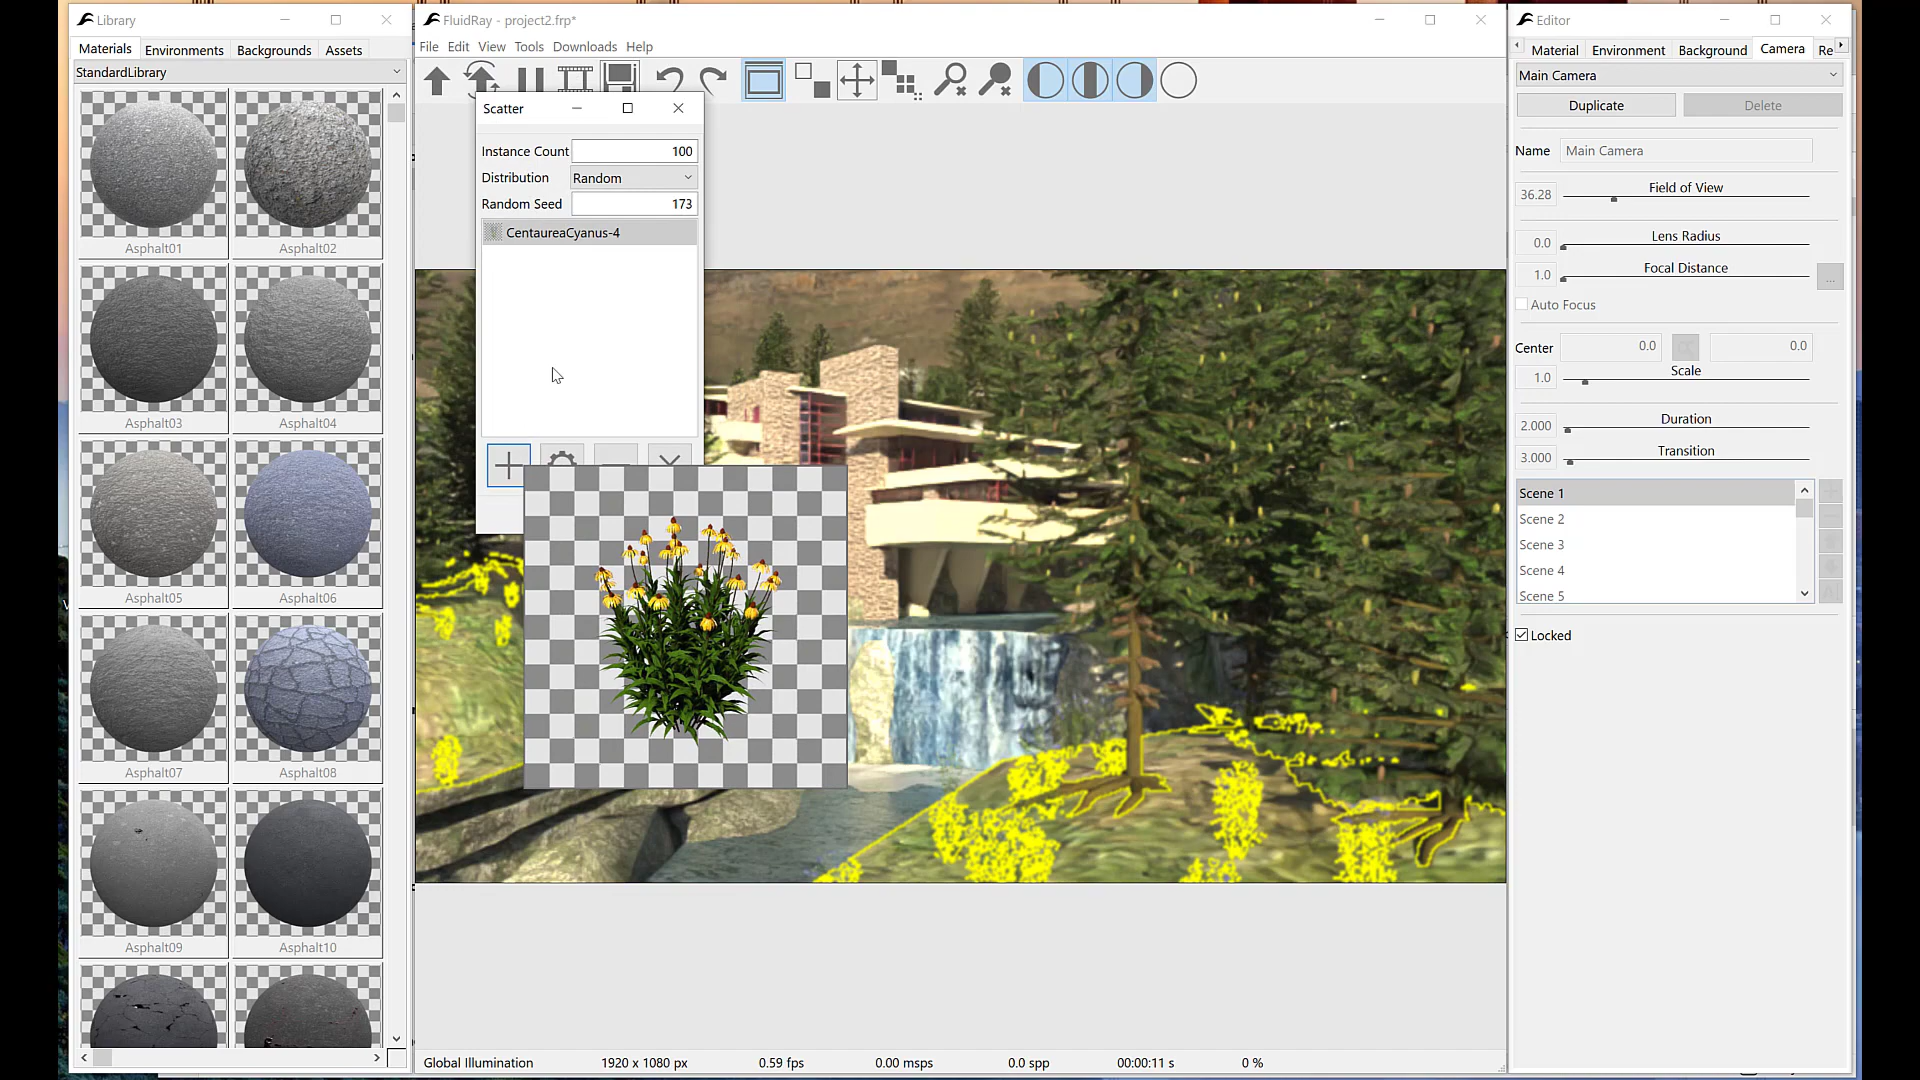 Library
Materials Environments Backgrounds Assets
StandardLibrary
Asphalt01 Asphalt02
Asphalt03 Asphalt04
Asphalt05 Asphalt06
Asphalt07 Asphalt08
Asphalt09 Asphalt10
FluidRay - project2.frp*
File Edit View Tools Downloads Help
Scatter
Instance Count 100
Distribution Random
Random Seed 173
CentaureaCyanus-4
Global Illumination 1920 x 1080 px 0.59 fps 0.00 msps 0.0 spp 00:00:11 s 0 %
Editor
Material Environment Background Camera Re
Main Camera
Duplicate Delete
Name Main Camera
36.28 Field of View
0.0 Lens Radius
1.0 Focal Distance ...
Auto Focus
Center 0.0 0.0
1.0 Scale
2.000 Duration
3.000 Transition
Scene 1
Scene 2
Scene 3
Scene 4
Scene 5
Locked